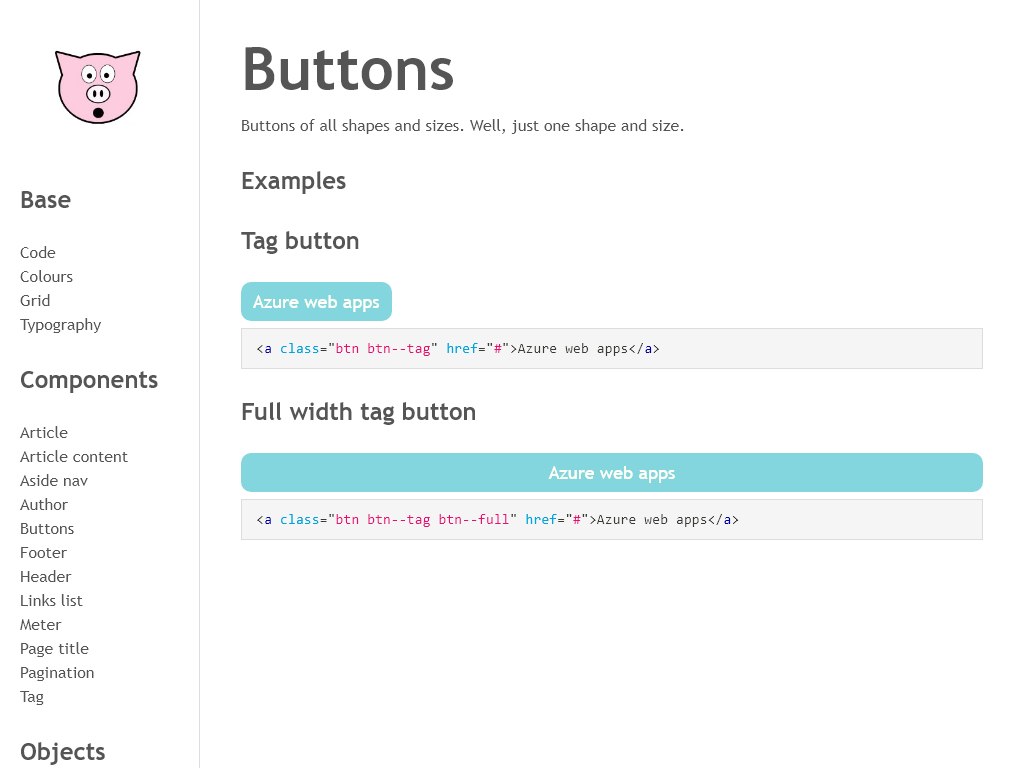 Base
Code
Colours
Grid
Typography
Components
Article
Article content
Aside nav
Author
Buttons
Footer
Header
Links list
Meter
Page title
Pagination
Tag
Objects
Buttons
Buttons of all shapes and sizes. Well, just one shape and size.
Examples
Tag button
Azure web apps
<a class="btn btn--tag" href="#">Azure web apps</a>
Full width tag button
Azure web apps
<a class="btn btn--tag btn--full" href="#">Azure web apps</a>